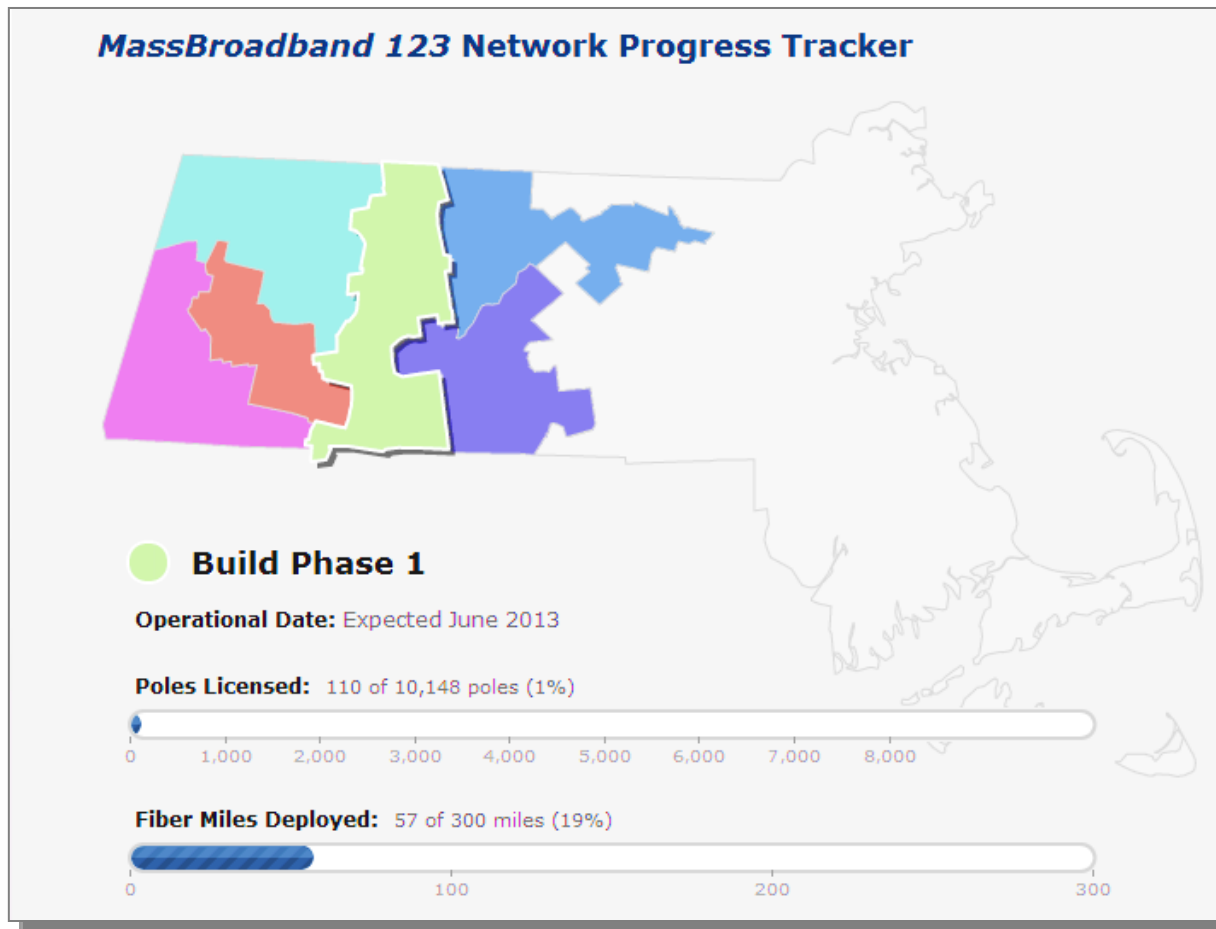 MassBroadband 123 Network Progress Tracker
Build Phase 1
Operational Date: Expected June 2013
Poles Licensed: 110 of 10,148 poles (1%)
0 1,000 2,000 3,000 4,000 5,000 6,000 7,000 8,000
Fiber Miles Deployed: 57 of 300 miles (19%)
0 100 200 300